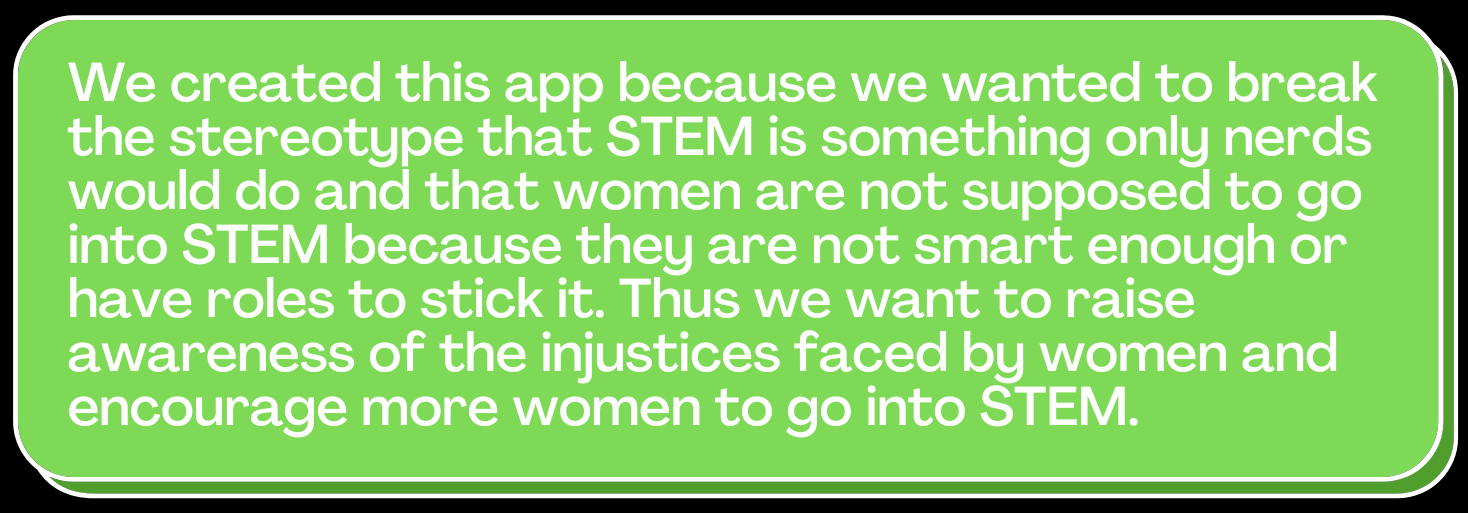 We created this app because we wanted to break
the stereotype that STEM is something only nerds
would do and that women are not supposed to go
into STEM because they are not smart enough or
have roles to stick it. Thus we want to raise
awareness of the injustices faced by women and
encourage more women to go into STEM.